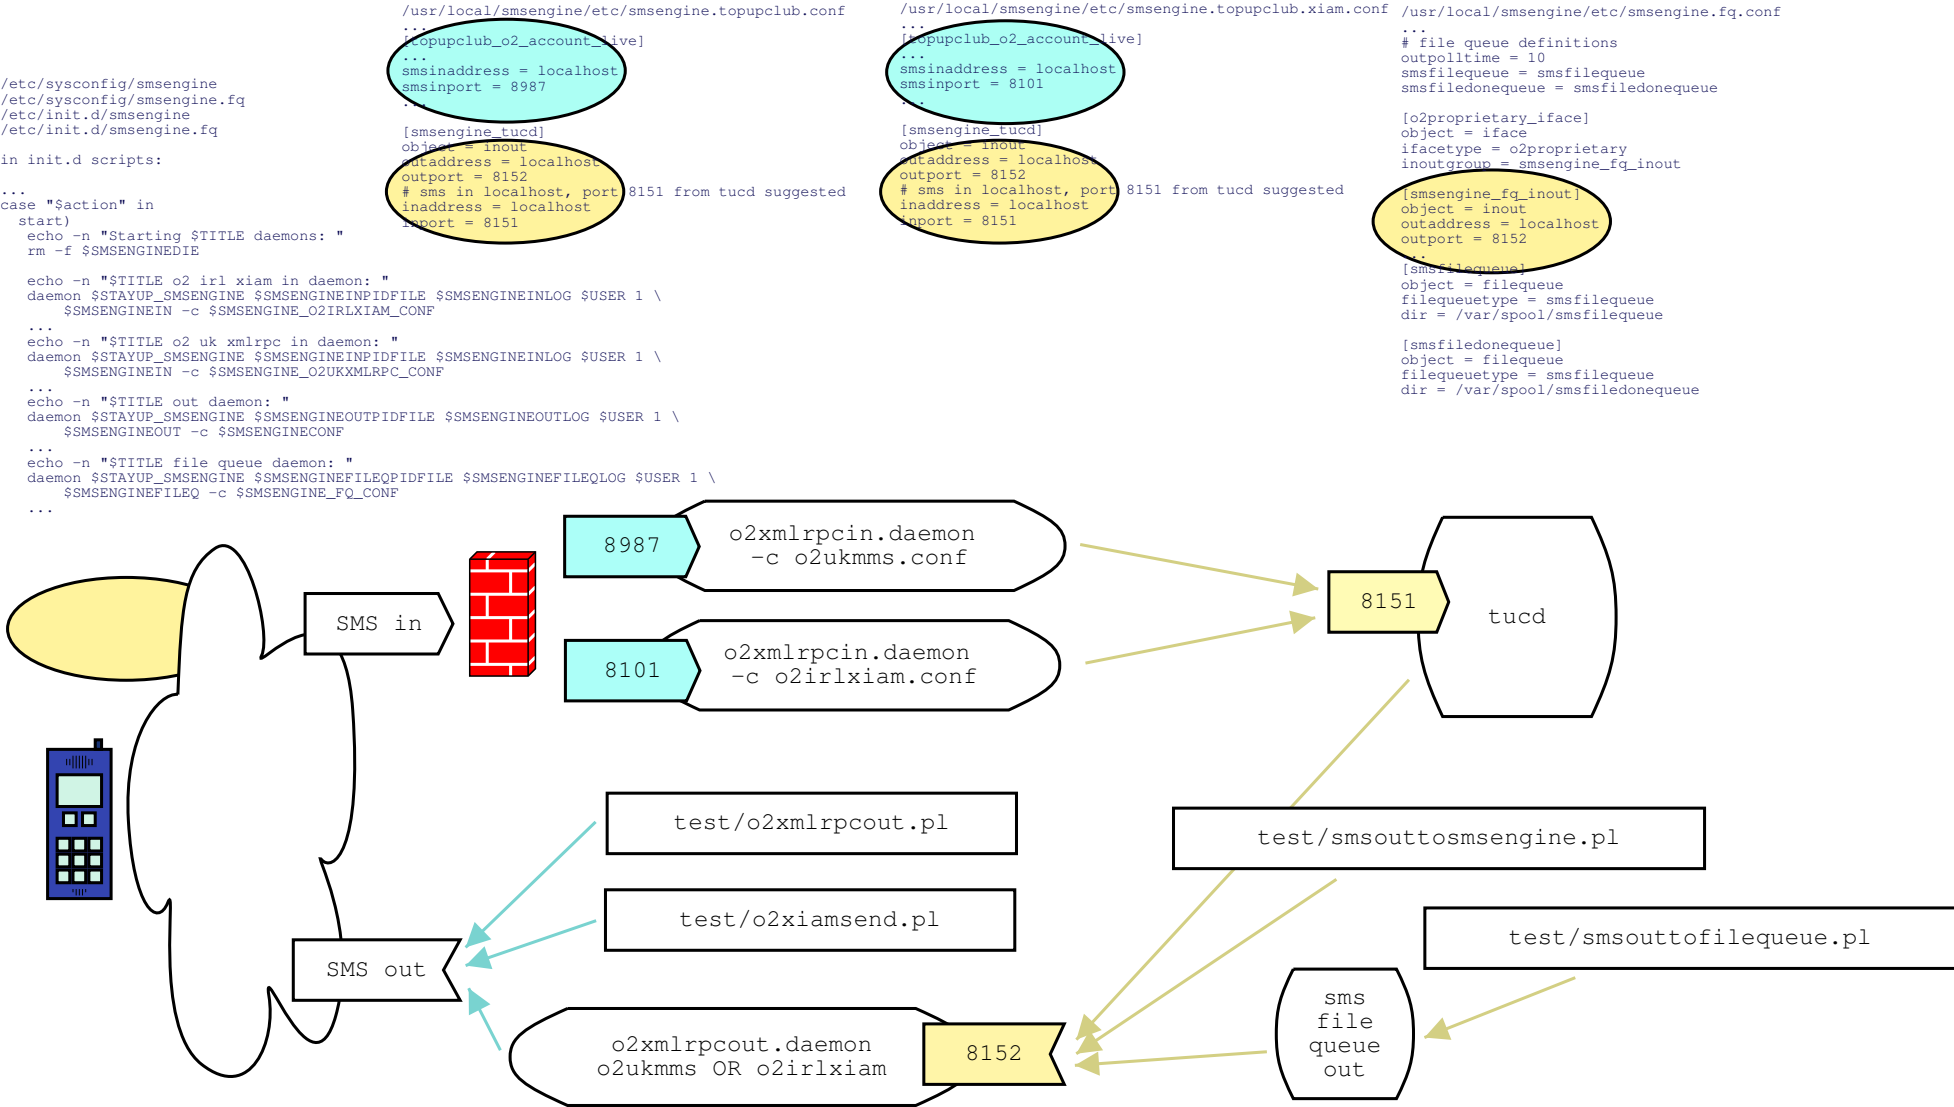 /etc/sysconfig/smsengine
/etc/sysconfig/smsengine.fq
/etc/init.d/smsengine
/etc/init.d/smsengine.fq
in init.d scripts:
...
case "$action" in
start)
echo -n "Starting $TITLE daemons: "
rm -f $SMSENGINEDIE
echo -n "$TITLE o2 irl xiam in daemon: "
daemon $STAYUP_SMSENGINE $SMSENGINEINPIDFILE $SMSENGINEINLOG $USER 1 \
$SMSENGINEIN -c $SMSENGINE_O2IRLXIAM_CONF
...
echo -n "$TITLE o2 uk xmlrpc in daemon: "
daemon $STAYUP_SMSENGINE $SMSENGINEINPIDFILE $SMSENGINEINLOG $USER 1 \
$SMSENGINEIN -c $SMSENGINE_O2UKXMLRPC_CONF
...
echo -n "$TITLE out daemon: "
daemon $STAYUP_SMSENGINE $SMSENGINEOUTPIDFILE $SMSENGINEOUTLOG $USER 1 \
$SMSENGINEOUT -c $SMSENGINECONF
...
echo -n "$TITLE file queue daemon: "
daemon $STAYUP_SMSENGINE $SMSENGINEFILEQPIDFILE $SMSENGINEFILEQLOG $USER 1 \
$SMSENGINEFILEQ -c $SMSENGINE_FQ_CONF
...
/usr/local/smsengine/etc/smsengine.topupclub.conf
...
[topupclub_o2_account_live]
...
smsinaddress = localhost
smsinport = 8987
...
[smsengine_tucd]
object = inout
outaddress = localhost
outport = 8152
# sms in localhost, port 8151 from tucd suggested
inaddress = localhost
inport = 8151
/usr/local/smsengine/etc/smsengine.topupclub.xiam.conf
...
[topupclub_o2_account_live]
...
smsinaddress = localhost
smsinport = 8101
...
[smsengine_tucd]
object = inout
outaddress = localhost
outport = 8152
# sms in localhost, port 8151 from tucd suggested
inaddress = localhost
inport = 8151
/usr/local/smsengine/etc/smsengine.fq.conf
...
# file queue definitions
outpolltime = 10
smsfilequeue = smsfilequeue
smsfiledonequeue = smsfiledonequeue
[o2proprietary_iface]
object = iface
ifacetype = o2proprietary
inoutgroup = smsengine_fq_inout
[smsengine_fq_inout]
object = inout
outaddress = localhost
outport = 8152
...
[smsfilequeue]
object = filequeue
filequeuetype = smsfilequeue
dir = /var/spool/smsfilequeue
[smsfiledonequeue]
object = filequeue
filequeuetype = smsfilequeue
dir = /var/spool/smsfiledonequeue
SMS in
8987
o2xmlrpcin.daemon
-c o2ukmms.conf
8101
o2xmlrpcin.daemon
-c o2irlxiam.conf
8151
tucd
test/o2xmlrpcout.pl
test/smsouttosmsengine.pl
test/o2xiamsend.pl
test/smsouttofilequeue.pl
SMS out
o2xmlrpcout.daemon
o2ukmms OR o2irlxiam
8152
sms
file
queue
out